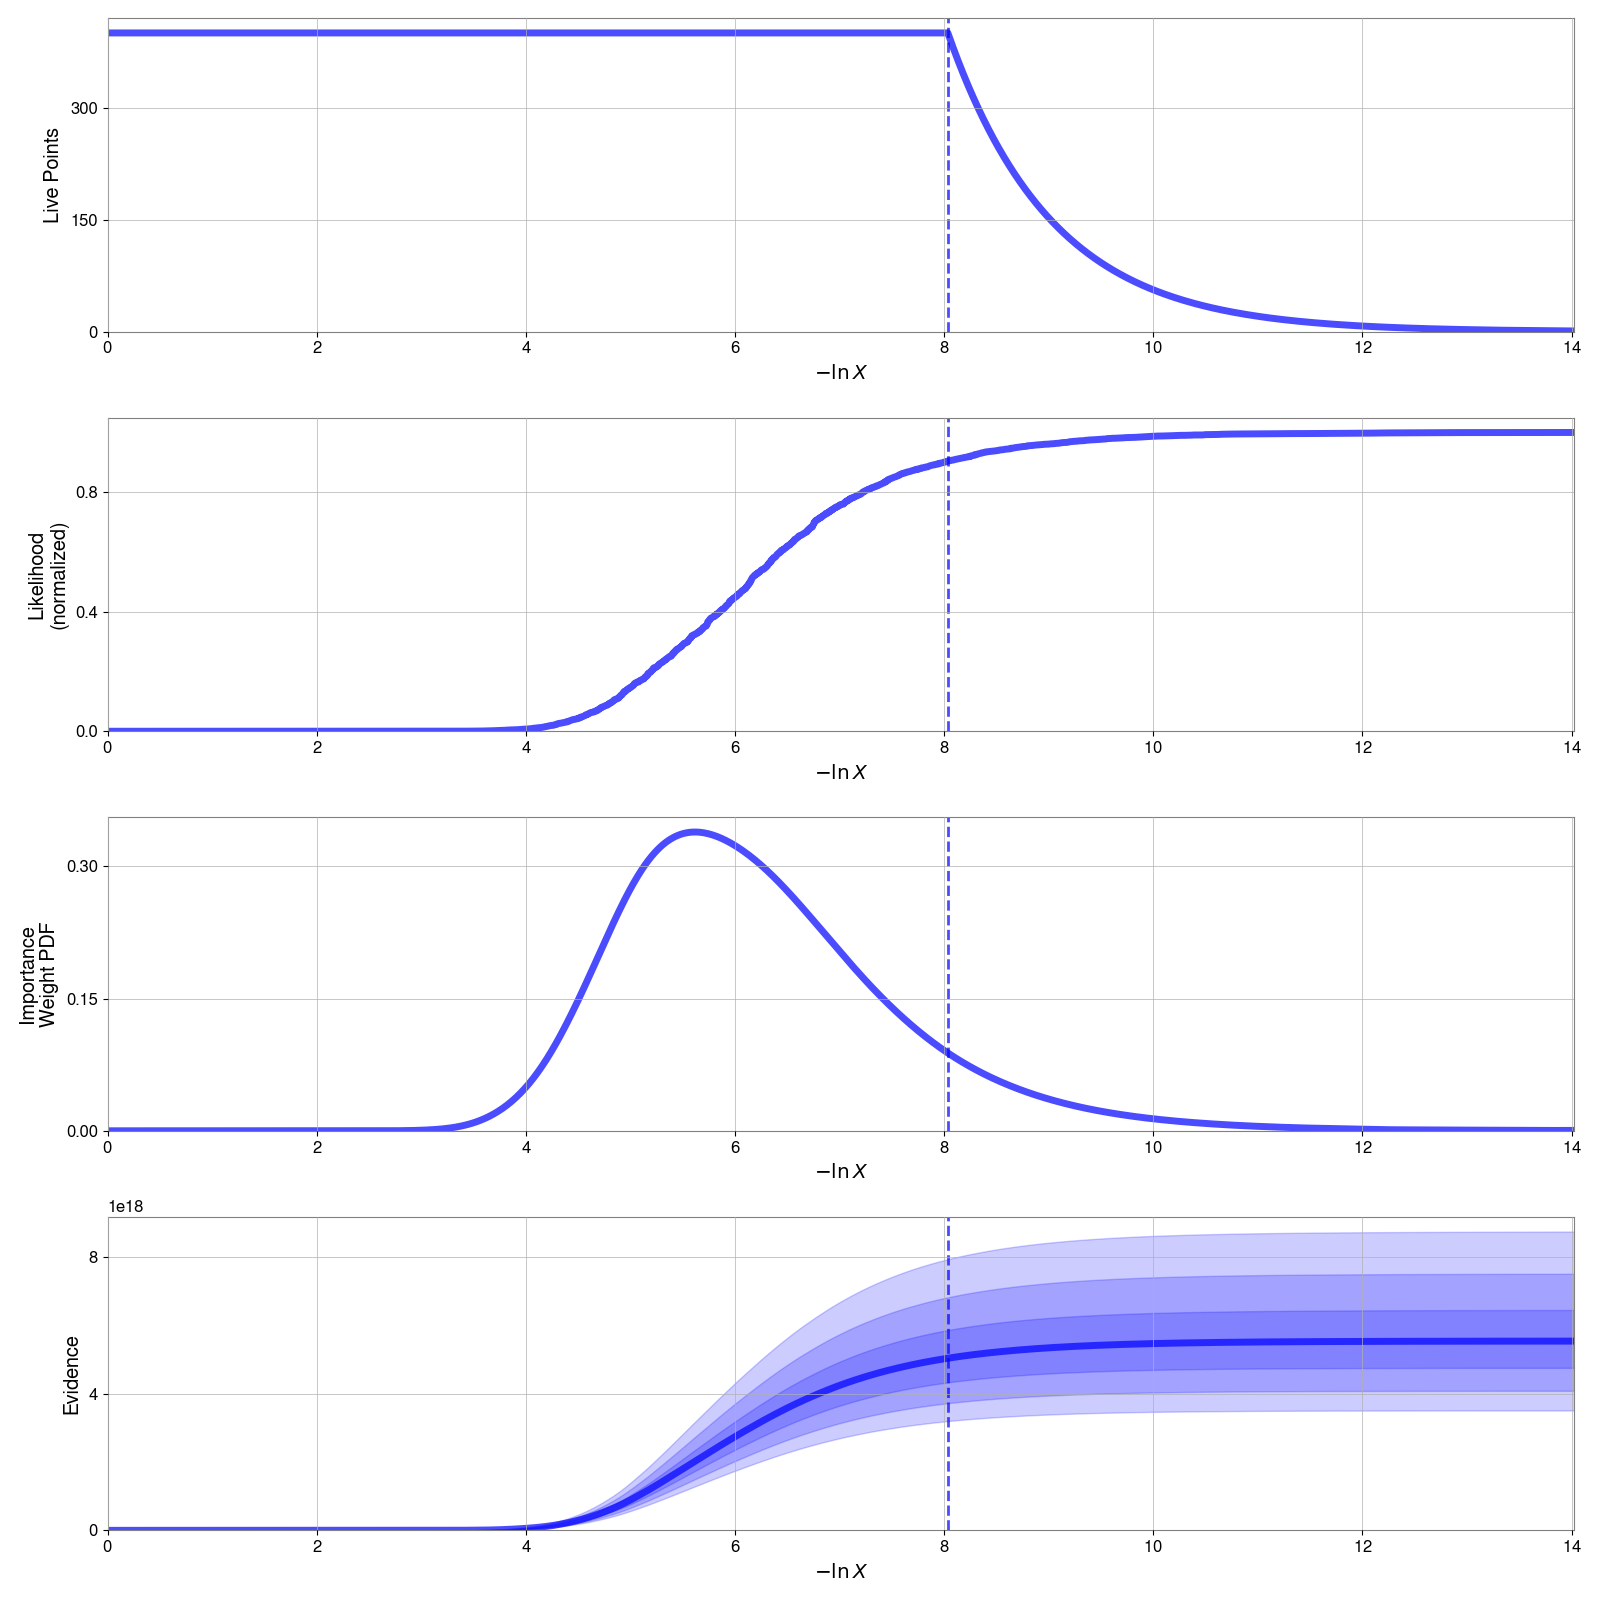 300
150
0
Live Points
0 2 4 6 8 10 12 14
−ln X
0.8
0.4
0.0
Likelihood
(normalized)
0 2 4 6 8 10 12 14
−ln X
0.30
0.15
0.00
Importance
Weight PDF
0 2 4 6 8 10 12 14
−ln X
1e18
8
4
0
Evidence
0 2 4 6 8 10 12 14
−ln X